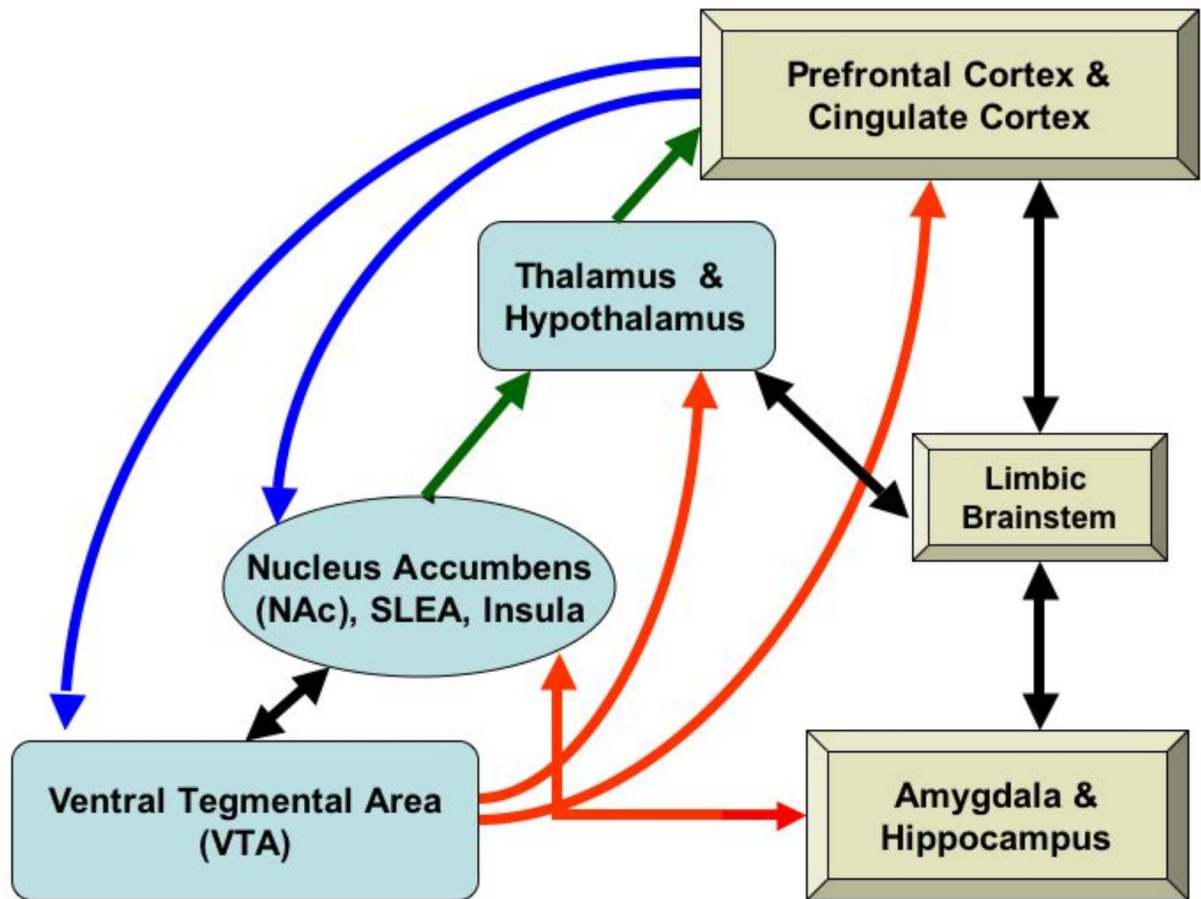 Prefrontal Cortex &
Cingulate Cortex
Thalamus &
Hypothalamus
Limbic
Brainstem
Nucleus Accumbens
(NAc), SLEA, Insula
Ventral Tegmental Area
(VTA)
Amygdala &
Hippocampus